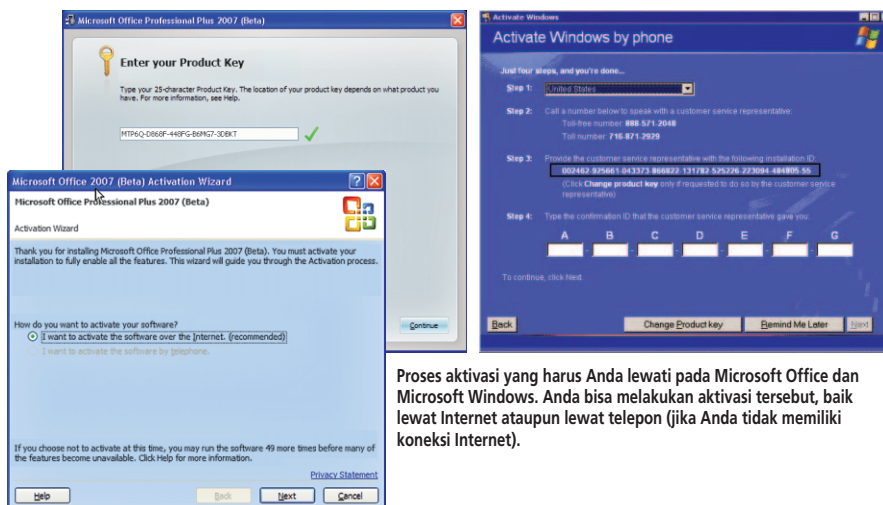 Microsoft Office Professional Plus 2007 (Beta)
Enter your Product Key
Type your 25-character Product Key. The location of your product key depends on what product you
have. For more information, see Help.
MTP6Q-D868F-448FG-B6MG7-3DBKT
Continue
Microsoft Office 2007 (Beta) Activation Wizard
Microsoft Office Professional Plus 2007 (Beta)
Activation Wizard
Thank you for installing Microsoft Office Professional Plus 2007 (Beta). You must activate your
installation to fully enable all the features. This wizard will guide you through the Activation process.
How do you want to activate your software?
I want to activate the software over the Internet. (recommended)
I want to activate the software by telephone.
If you choose not to activate at this time, you may run the software 49 more times before many of
the features become unavailable. Click Help for more information.
Privacy Statement
Help
Back
Next
Cancel
Activate Windows
Activate Windows by phone
Just four steps, and you're done...
Step 1: United States
Step 2: Call a number below to speak with a customer service representative:
Toll-free number: 888-571-2048
Toll number: 716-871-2929
Step 3: Provide the customer service representative with the following installation ID:
002462-925661-043373-866822-131782-525226-223094-484805-55
(Click Change product key only if requested to do so by the customer service
representative)
Step 4: Type the confirmation ID that the customer service representative gave you:
A B C D E F G
To continue, click Next.
Back
Change Product key
Remind Me Later
Next
Proses aktivasi yang harus Anda lewati pada Microsoft Office dan
Microsoft Windows. Anda bisa melakukan aktivasi tersebut, baik
lewat Internet ataupun lewat telepon (jika Anda tidak memiliki
koneksi Internet).